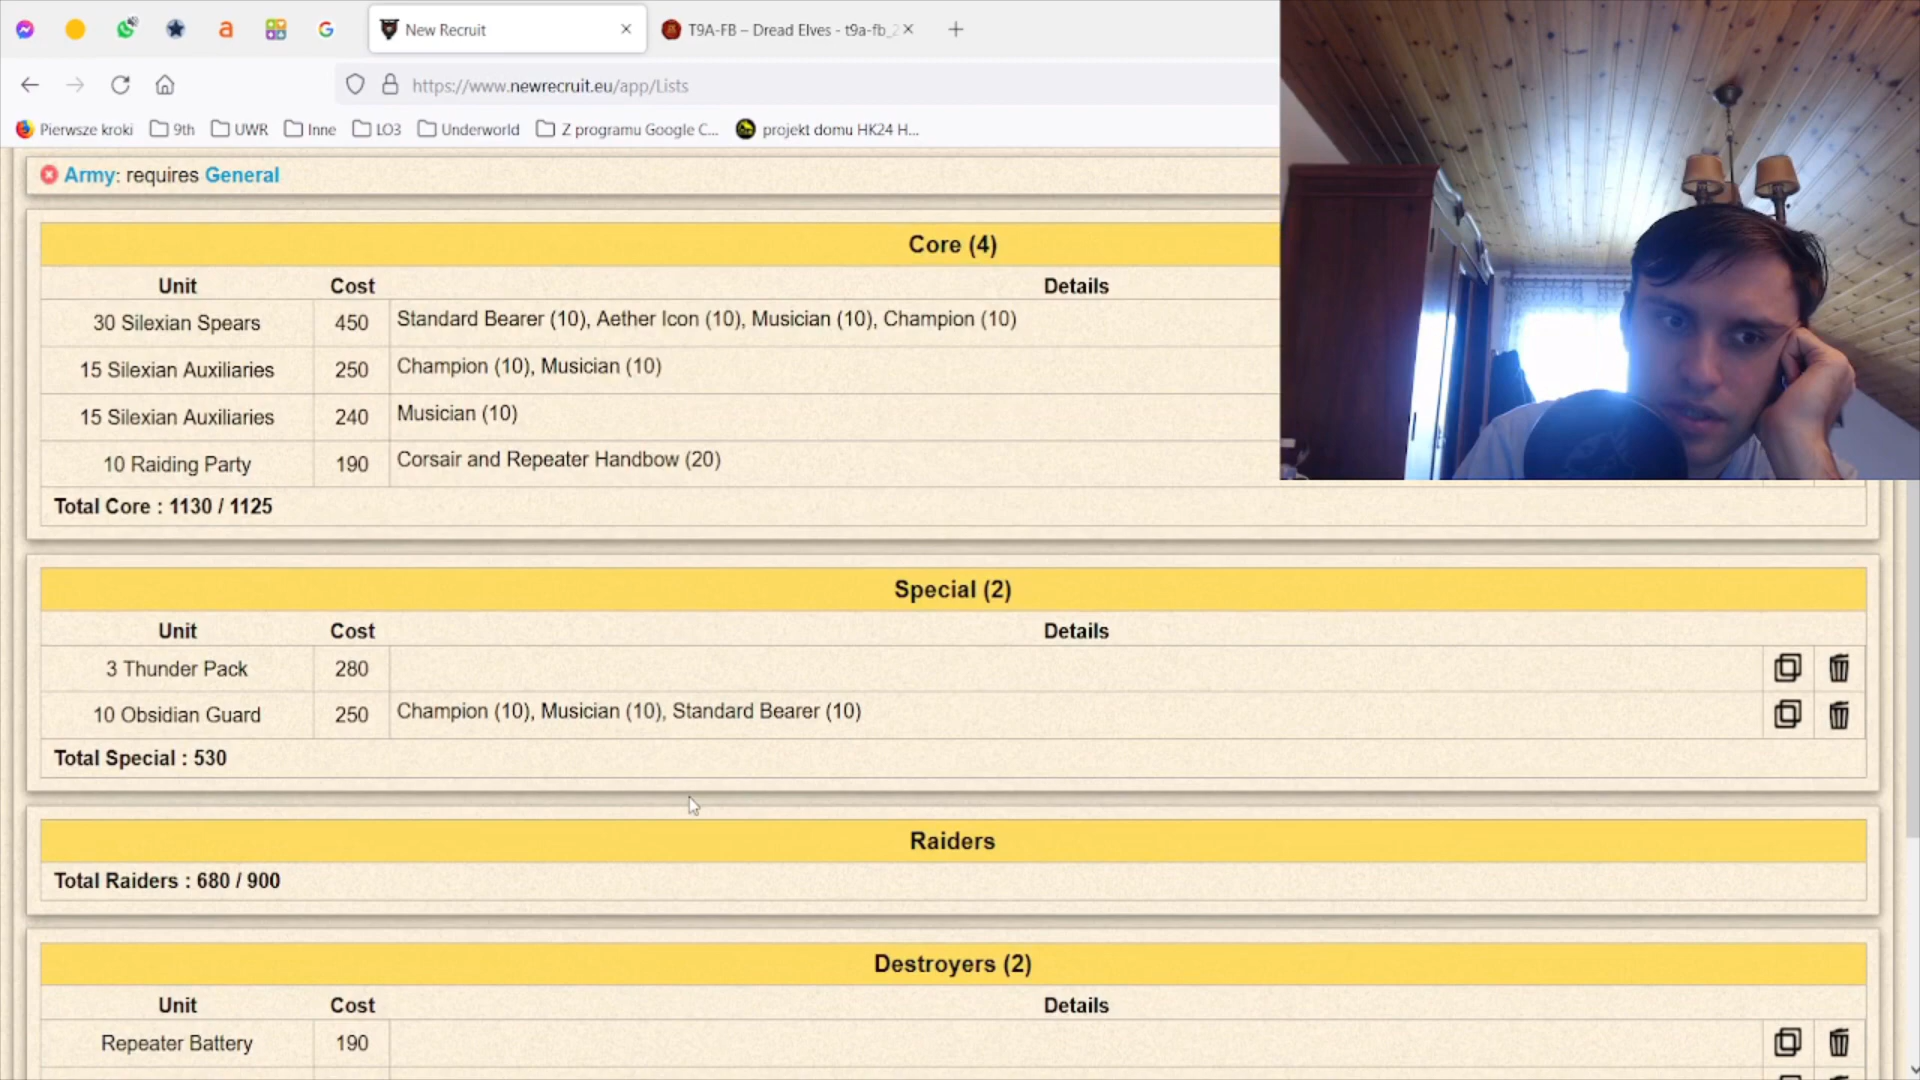 New Recruit
T9A-FB – Dread Elves - t9a-fb_2
https://www.newrecruit.eu/app/Lists
Pierwsze kroki 9th UWR Inne LO3 Underworld Z programu Google C... projekt domu HK24 H...
Army: requires General
Core (4)
Unit Cost Details
30 Silexian Spears 450 Standard Bearer (10), Aether Icon (10), Musician (10), Champion (10)
15 Silexian Auxiliaries 250 Champion (10), Musician (10)
15 Silexian Auxiliaries 240 Musician (10)
10 Raiding Party 190 Corsair and Repeater Handbow (20)
Total Core : 1130 / 1125
Special (2)
Unit Cost Details
3 Thunder Pack 280
10 Obsidian Guard 250 Champion (10), Musician (10), Standard Bearer (10)
Total Special : 530
Raiders
Total Raiders : 680 / 900
Destroyers (2)
Unit Cost Details
Repeater Battery 190